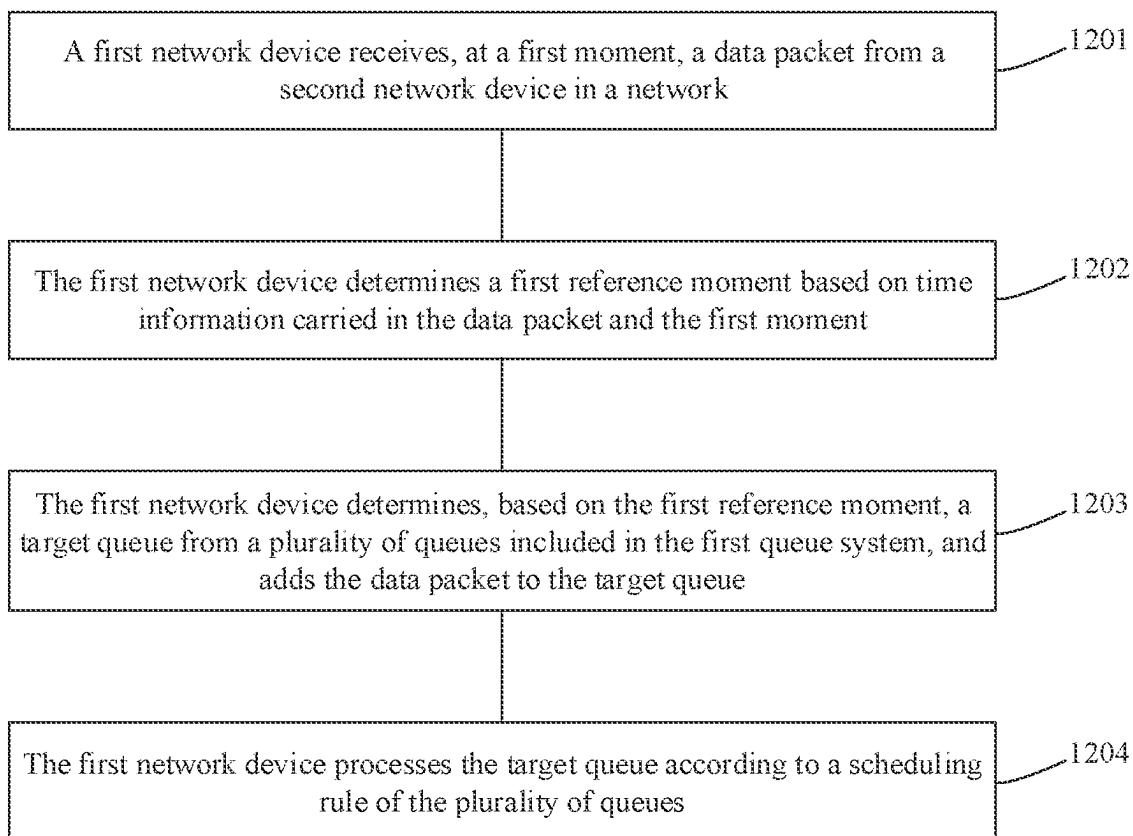 A first network device receives, at a first moment, a data packet from a
second network device in a network
1201
The first network device determines a first reference moment based on time
information carried in the data packet and the first moment
1202
The first network device determines, based on the first reference moment, a
target queue from a plurality of queues included in the first queue system, and
adds the data packet to the target queue
1203
The first network device processes the target queue according to a scheduling
rule of the plurality of queues
1204